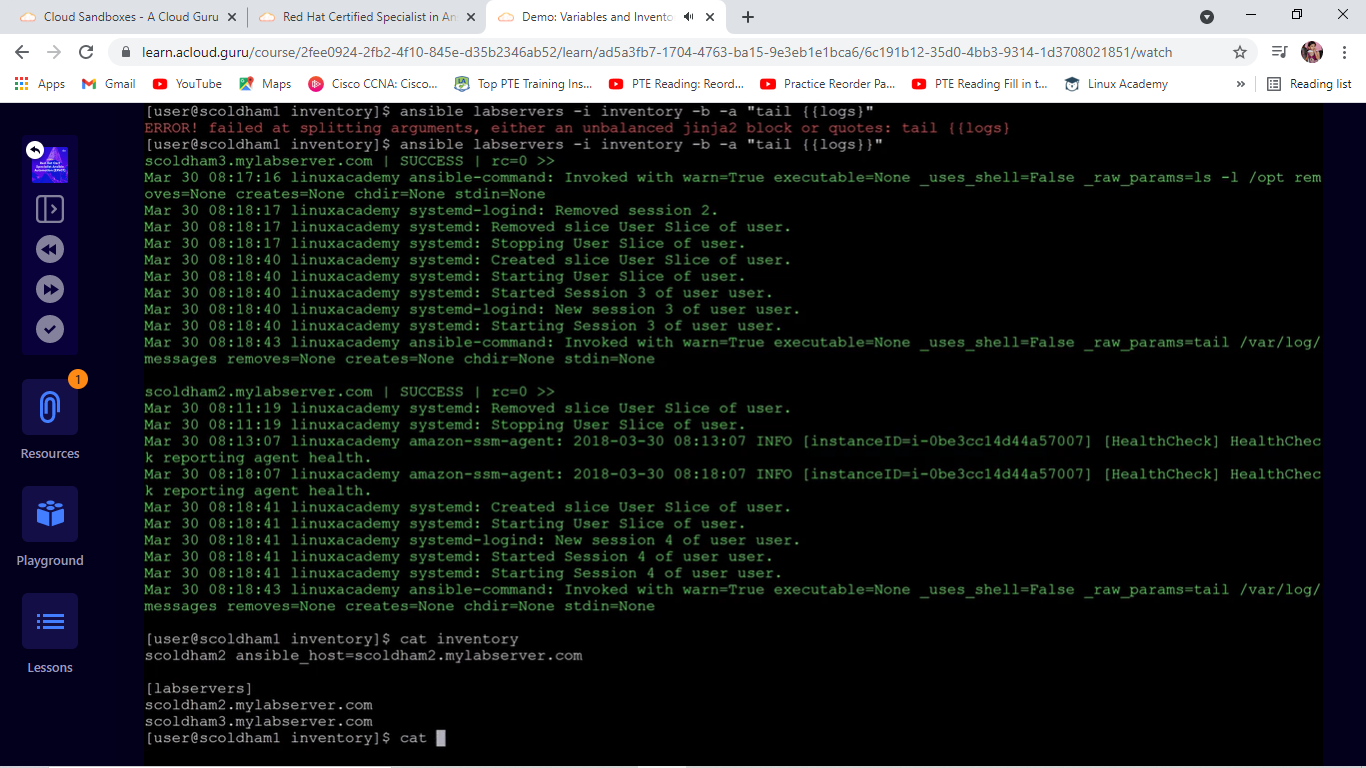 Cloud Sandboxes - A Cloud Guru
Red Hat Certified Specialist in An
Demo: Variables and Invento
learn.acloud.guru/course/2fee0924-2fb2-4f10-845e-d35b2346ab52/learn/ad5a3fb7-1704-4763-ba15-9e3eb1e1bca6/6c191b12-35d0-4bb3-9314-1d3708021851/watch
Apps
Gmail
YouTube
Maps
Cisco CCNA: Cisco...
Top PTE Training Ins...
PTE Reading: Reord...
Practice Reorder Pa...
PTE Reading Fill in t...
Linux Academy
»
Reading list
1
Resources
Playground
Lessons
[user@scoldham1 inventory]$ ansible labservers -i inventory -b -a "tail {{logs}"
ERROR! failed at splitting arguments, either an unbalanced jinja2 block or quotes: tail {{logs}
[user@scoldham1 inventory]$ ansible labservers -i inventory -b -a "tail {{logs}}"
scoldham3.mylabserver.com | SUCCESS | rc=0 >>
Mar 30 08:17:16 linuxacademy ansible-command: Invoked with warn=True executable=None _uses_shell=False _raw_params=ls -l /opt rem
oves=None creates=None chdir=None stdin=None
Mar 30 08:18:17 linuxacademy systemd-logind: Removed session 2.
Mar 30 08:18:17 linuxacademy systemd: Removed slice User Slice of user.
Mar 30 08:18:17 linuxacademy systemd: Stopping User Slice of user.
Mar 30 08:18:40 linuxacademy systemd: Created slice User Slice of user.
Mar 30 08:18:40 linuxacademy systemd: Starting User Slice of user.
Mar 30 08:18:40 linuxacademy systemd: Started Session 3 of user user.
Mar 30 08:18:40 linuxacademy systemd-logind: New session 3 of user user.
Mar 30 08:18:40 linuxacademy systemd: Starting Session 3 of user user.
Mar 30 08:18:43 linuxacademy ansible-command: Invoked with warn=True executable=None _uses_shell=False _raw_params=tail /var/log/
messages removes=None creates=None chdir=None stdin=None
scoldham2.mylabserver.com | SUCCESS | rc=0 >>
Mar 30 08:11:19 linuxacademy systemd: Removed slice User Slice of user.
Mar 30 08:11:19 linuxacademy systemd: Stopping User Slice of user.
Mar 30 08:13:07 linuxacademy amazon-ssm-agent: 2018-03-30 08:13:07 INFO [instanceID=i-0be3cc14d44a57007] [HealthCheck] HealthChec
k reporting agent health.
Mar 30 08:18:07 linuxacademy amazon-ssm-agent: 2018-03-30 08:18:07 INFO [instanceID=i-0be3cc14d44a57007] [HealthCheck] HealthChec
k reporting agent health.
Mar 30 08:18:41 linuxacademy systemd: Created slice User Slice of user.
Mar 30 08:18:41 linuxacademy systemd: Starting User Slice of user.
Mar 30 08:18:41 linuxacademy systemd-logind: New session 4 of user user.
Mar 30 08:18:41 linuxacademy systemd: Started Session 4 of user user.
Mar 30 08:18:41 linuxacademy systemd: Starting Session 4 of user user.
Mar 30 08:18:43 linuxacademy ansible-command: Invoked with warn=True executable=None _uses_shell=False _raw_params=tail /var/log/
messages removes=None creates=None chdir=None stdin=None
[user@scoldham1 inventory]$ cat inventory
scoldham2 ansible_host=scoldham2.mylabserver.com
[labservers]
scoldham2.mylabserver.com
scoldham3.mylabserver.com
[user@scoldham1 inventory]$ cat